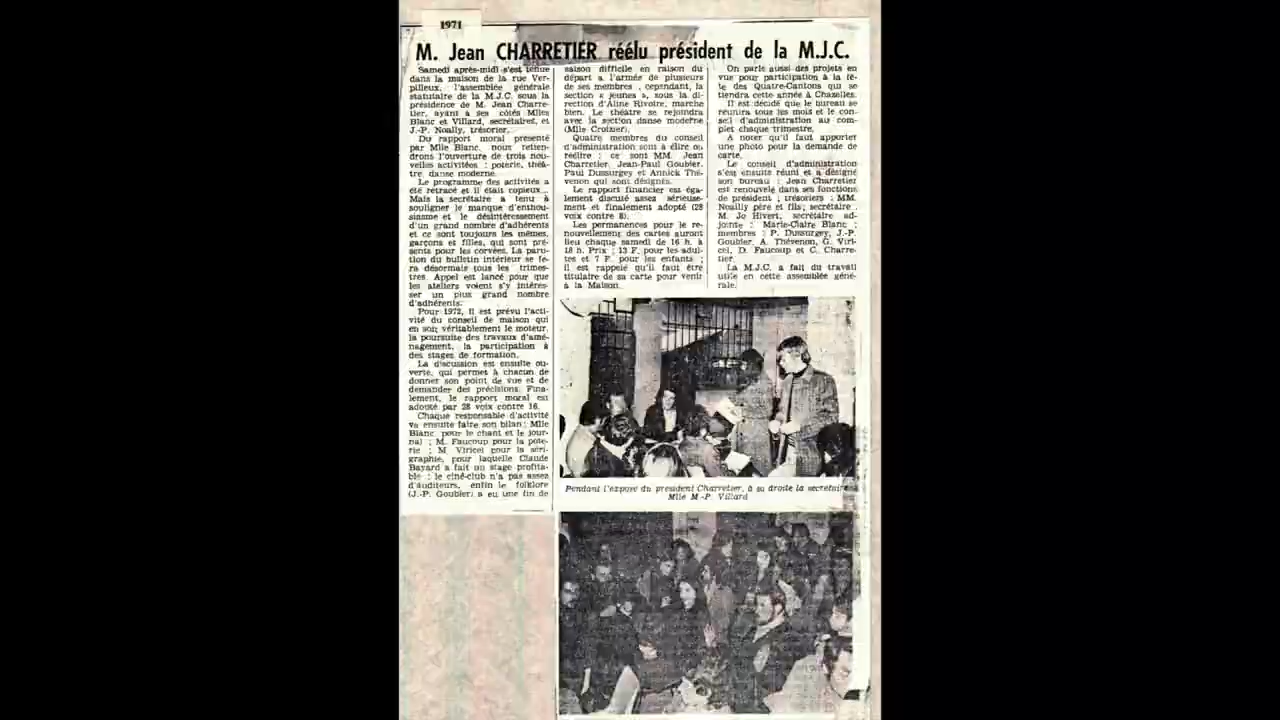 1971
M. Jean CHARRETIER réélu président de la M.J.C.
Samedi après-midi s'est tenue
dans la maison de la rue Ver-
pilleux, l'assemblée générale
statutaire de la M.J.C. sous la
présidence de M. Jean Charre-
tier, ayant à ses côtés Mlles
Blanc et Villard, secrétaires, et
J.-P. Noally, trésorier.
Du rapport moral présenté
par Mlle Blanc, nous retien-
drons l'ouverture de trois nou-
velles activités : poterie, théâ-
tre, danse moderne.
Le programme des activités a
été retracé et il était copieux...
Mais la secrétaire a tenu à
souligner le manque d'enthou-
siasme et le désintéressement
d'un grand nombre d'adhérents
et ce sont toujours les mêmes,
garçons et filles, qui sont pré-
sents pour les corvées. La paru-
tion du bulletin intérieur se fe-
ra désormais tous les trimes-
tres. Appel est lancé pour que
les ateliers voient s'y intéres-
ser un plus grand nombre
d'adhérents.
Pour 1972, il est prévu l'acti-
vité du conseil de maison qui
en soit véritablement le moteur,
la poursuite des travaux d'amé-
nagement, la participation à
des stages de formation.
La discussion est ensuite ou-
verte, qui permet à chacun de
donner son point de vue et de
demander des précisions. Fina-
lement, le rapport moral est
adopté par 28 voix contre 16.
Chaque responsable d'activité
va ensuite faire son bilan : Mlle
Blanc pour le chant et le jour-
nal ; M. Faucoup pour la pote-
rie ; M. Viricel pour la séri-
graphie, pour laquelle Claude
Bayard a fait un stage profita-
ble ; le ciné-club n'a pas assez
d'auditeurs, enfin le folklore
(J.-P. Goubier) a eu une fin de
saison difficile en raison du
départ à l'armée de plusieurs
de ses membres, cependant, la
section « jeunes », sous la di-
rection d'Aline Rivoire, marche
bien. Le théâtre se rejoindra
avec la section danse moderne
(Mlle Croizier).
Quatre membres du conseil
d'administration sont à élire ou
réélire : ce sont MM. Jean
Charretier, Jean-Paul Goubier,
Paul Dussurgey et Annick Thé-
venon qui sont désignés.
Le rapport financier est éga-
lement discuté assez sérieuse-
ment et finalement adopté (28
voix contre 8).
Les permanences pour le re-
nouvellement des cartes auront
lieu chaque samedi de 16 h. à
18 h. Prix : 13 F. pour les adul-
tes et 7 F. pour les enfants ;
il est rappelé qu'il faut être
titulaire de sa carte pour venir
à la Maison.
On parle aussi des projets en
vue pour participation à la fê-
te des Quatre-Cantons qui se
tiendra cette année à Chazelles.
Il est décidé que le bureau se
réunira tous les mois et le con-
seil d'administration au com-
plet chaque trimestre.
A noter qu'il faut apporter
une photo pour la demande de
carte.
Le conseil d'administration
s'est ensuite réuni et a désigné
son bureau : Jean Charretier
est renouvelé dans ses fonctions
de président ; trésoriers : MM.
Noally père et fils ; secrétaire :
M. Jo Hivert, secrétaire ad-
jointe : Marie-Claire Blanc ;
membres : P. Dussurgey, J.-P.
Goubier, A. Thévenon, G. Viri-
cel, D. Faucoup et C. Charre-
tier.
La M.J.C. a fait du travail
utile en cette assemblée géné-
rale.
Pendant l'exposé du président Charretier, à sa droite la secrétaire
Mlle M.-P. Villard